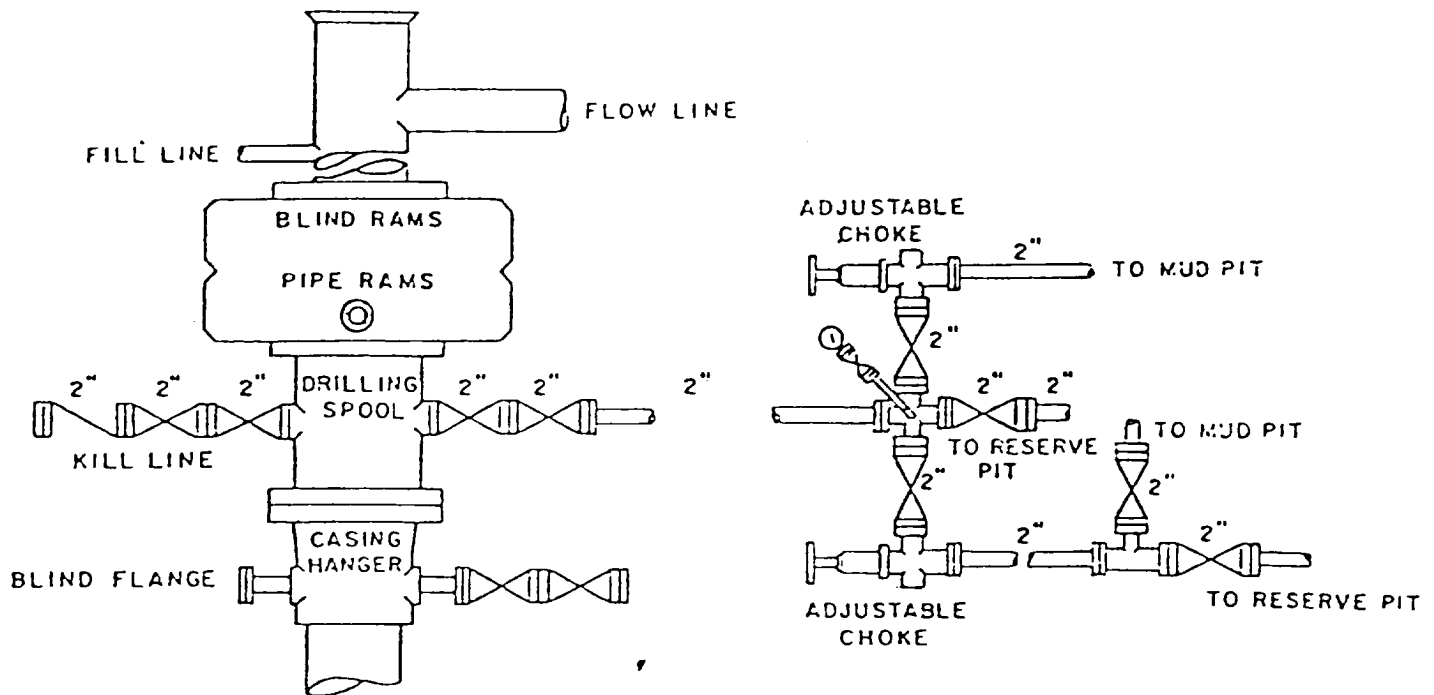 FLOW LINE
FILL LINE
BLIND RAMS
PIPE RAMS
2" 2" 2" DRILLING 2" 2" 2"
SPOOL
KILL LINE
CASING
HANGER
BLIND FLANGE
ADJUSTABLE
CHOKE
2"
TO MUD PIT
2"
2" 2"
TO RESERVE
PIT
TO MUD PIT
2"
2"
2"
2"
TO RESERVE PIT
ADJUSTABLE
CHOKE